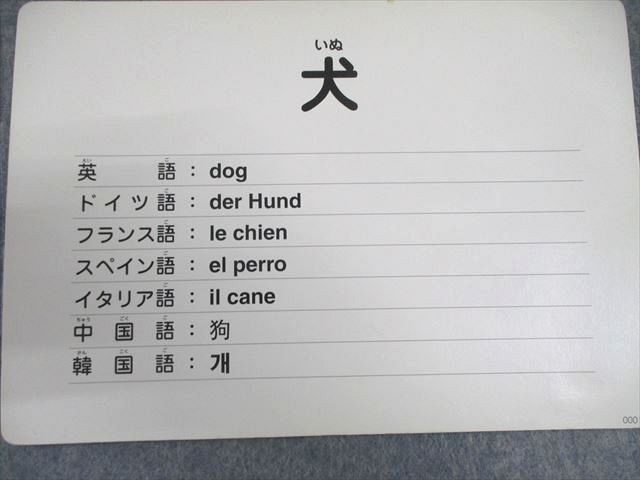 いぬ
犬
英語：dog
ドイツ語：der Hund
フランス語：le chien
スペイン語：el perro
イタリア語：il cane
中国語：狗
韓国語：개
000